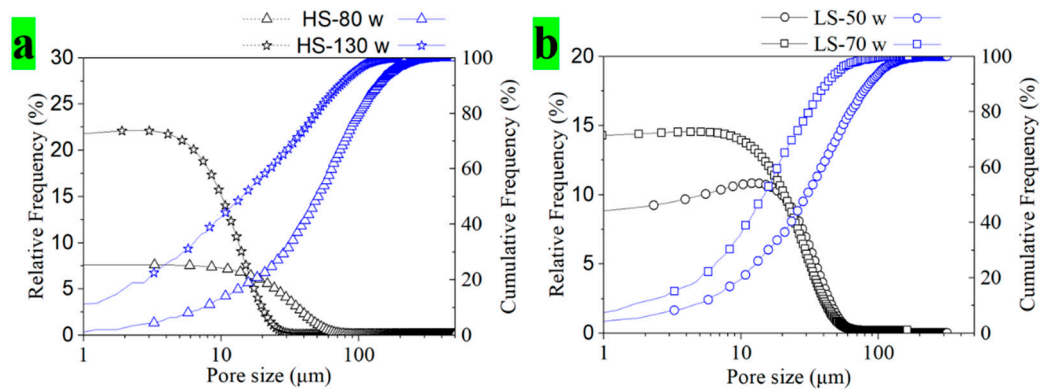 a
HS-80 w
HS-130 w
30
25
20
15
10
5
0
Relative Frequency (%)
100
80
60
40
20
0
Cumulative Frequency (%)
1
10
100
Pore size (μm)
b
LS-50 w
LS-70 w
20
15
10
5
0
Relative Frequency (%)
100
80
60
40
20
0
Cumulative Frequency (%)
1
10
100
1000
Pore size (μm)